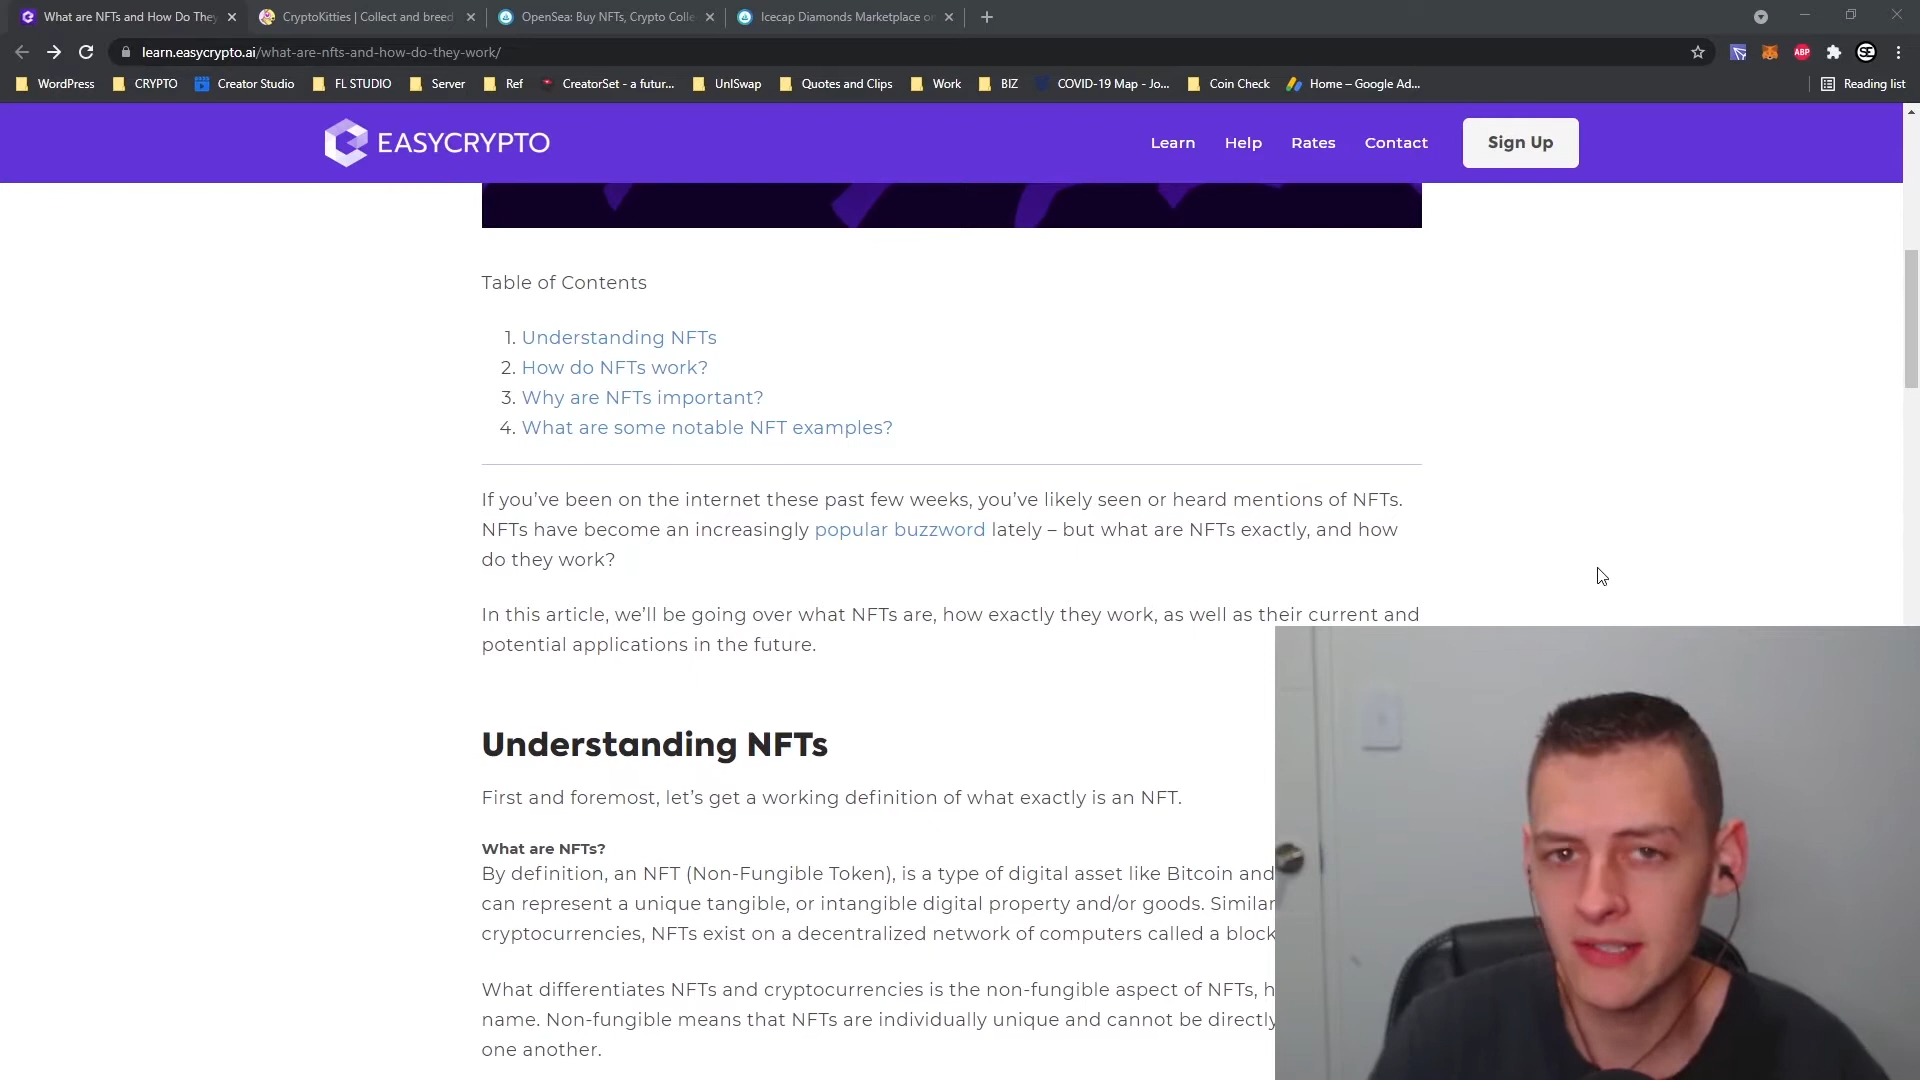 What are NFTs and How Do They
CryptoKitties | Collect and breed
OpenSea: Buy NFTs, Crypto Colle
Icecap Diamonds Marketplace o
learn.easycrypto.ai/what-are-nfts-and-how-do-they-work/
ABP
WordPress
CRYPTO
Creator Studio
FL STUDIO
Server
Ref
CreatorSet - a futur...
UnISwap
Quotes and Clips
Work
BIZ
COVID-19 Map - Jo...
Coin Check
Home – Google Ad...
Reading list
EASYCRYPTO
Learn
Help
Rates
Contact
Sign Up
Table of Contents
1. Understanding NFTs
2. How do NFTs work?
3. Why are NFTs important?
4. What are some notable NFT examples?
If you’ve been on the internet these past few weeks, you’ve likely seen or heard mentions of NFTs.
NFTs have become an increasingly popular buzzword lately – but what are NFTs exactly, and how
do they work?
In this article, we’ll be going over what NFTs are, how exactly they work, as well as their current and
potential applications in the future.
Understanding NFTs
First and foremost, let’s get a working definition of what exactly is an NFT.
What are NFTs?
By definition, an NFT (Non-Fungible Token), is a type of digital asset like Bitcoin and
can represent a unique tangible, or intangible digital property and/or goods. Similar
cryptocurrencies, NFTs exist on a decentralized network of computers called a block
What differentiates NFTs and cryptocurrencies is the non-fungible aspect of NFTs, h
name. Non-fungible means that NFTs are individually unique and cannot be directly
one another.